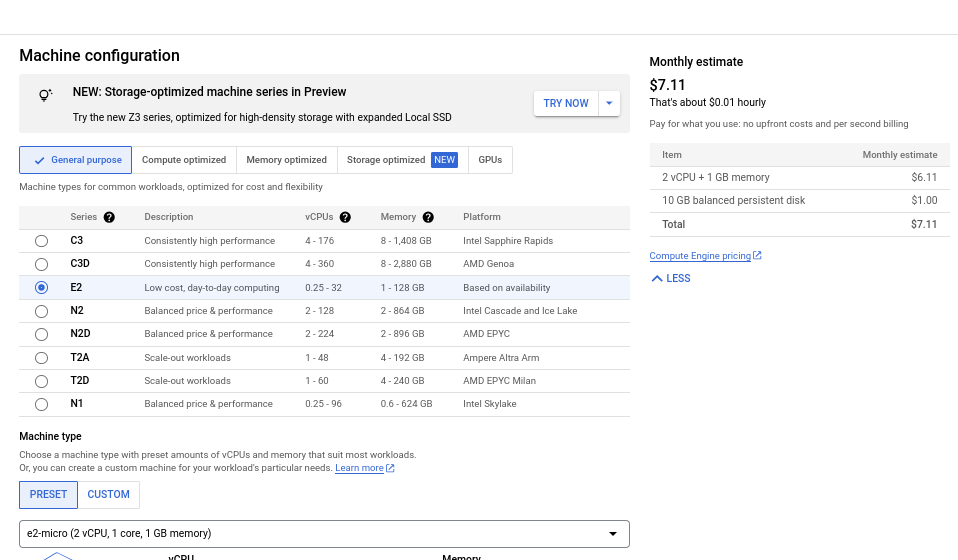 Machine configuration
NEW: Storage-optimized machine series in Preview
Try the new Z3 series, optimized for high-density storage with expanded Local SSD
TRY NOW
General purpose
Compute optimized
Memory optimized
Storage optimized NEW
GPUs
Machine types for common workloads, optimized for cost and flexibility
Series ? Description vCPUs ? Memory ? Platform
C3 Consistently high performance 4 - 176 8 - 1,408 GB Intel Sapphire Rapids
C3D Consistently high performance 4 - 360 8 - 2,880 GB AMD Genoa
E2 Low cost, day-to-day computing 0.25 - 32 1 - 128 GB Based on availability
N2 Balanced price & performance 2 - 128 2 - 864 GB Intel Cascade and Ice Lake
N2D Balanced price & performance 2 - 224 2 - 896 GB AMD EPYC
T2A Scale-out workloads 1 - 48 4 - 192 GB Ampere Altra Arm
T2D Scale-out workloads 1 - 60 4 - 240 GB AMD EPYC Milan
N1 Balanced price & performance 0.25 - 96 0.6 - 624 GB Intel Skylake
Machine type
Choose a machine type with preset amounts of vCPUs and memory that suit most workloads.
Or, you can create a custom machine for your workload's particular needs. Learn more
PRESET
CUSTOM
e2-micro (2 vCPU, 1 core, 1 GB memory)
vCPU Memory
Monthly estimate
$7.11
That's about $0.01 hourly
Pay for what you use: no upfront costs and per second billing
Item Monthly estimate
2 vCPU + 1 GB memory $6.11
10 GB balanced persistent disk $1.00
Total $7.11
Compute Engine pricing
LESS